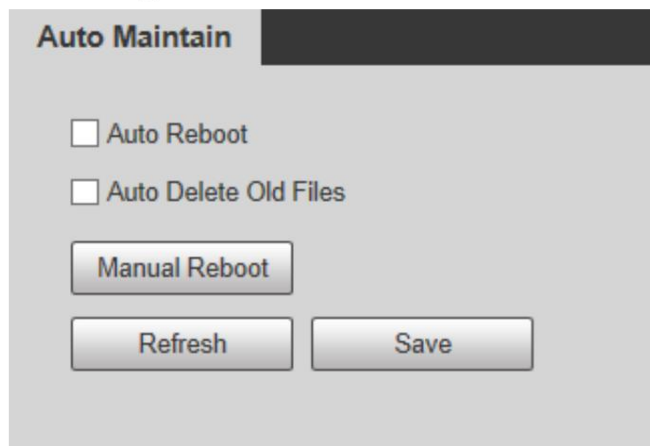 Auto Maintain
Auto Reboot
Auto Delete Old Files
Manual Reboot
Refresh Save